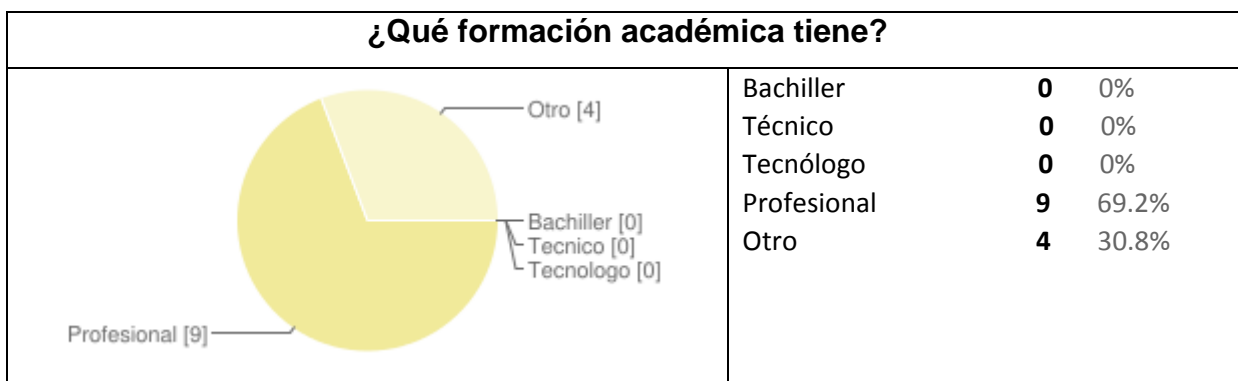 ¿Qué formación académica tiene?
Otro [4]
Bachiller [0]
Tecnico [0]
Tecnologo [0]
Profesional [9]
Bachiller 0 0%
Técnico 0 0%
Tecnólogo 0 0%
Profesional 9 69.2%
Otro 4 30.8%